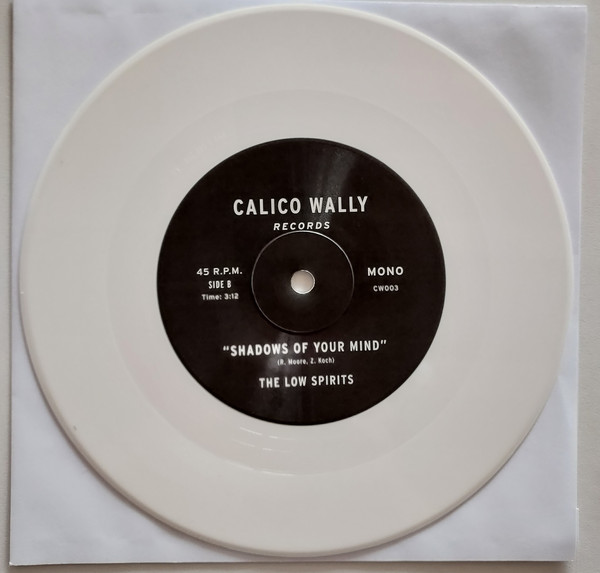 CALICO WALLY
RECORDS
45 R.P.M.
SIDE B
Time: 3:12
MONO
CW003
"SHADOWS OF YOUR MIND"
(R. Moore, Z. Koch)
THE LOW SPIRITS